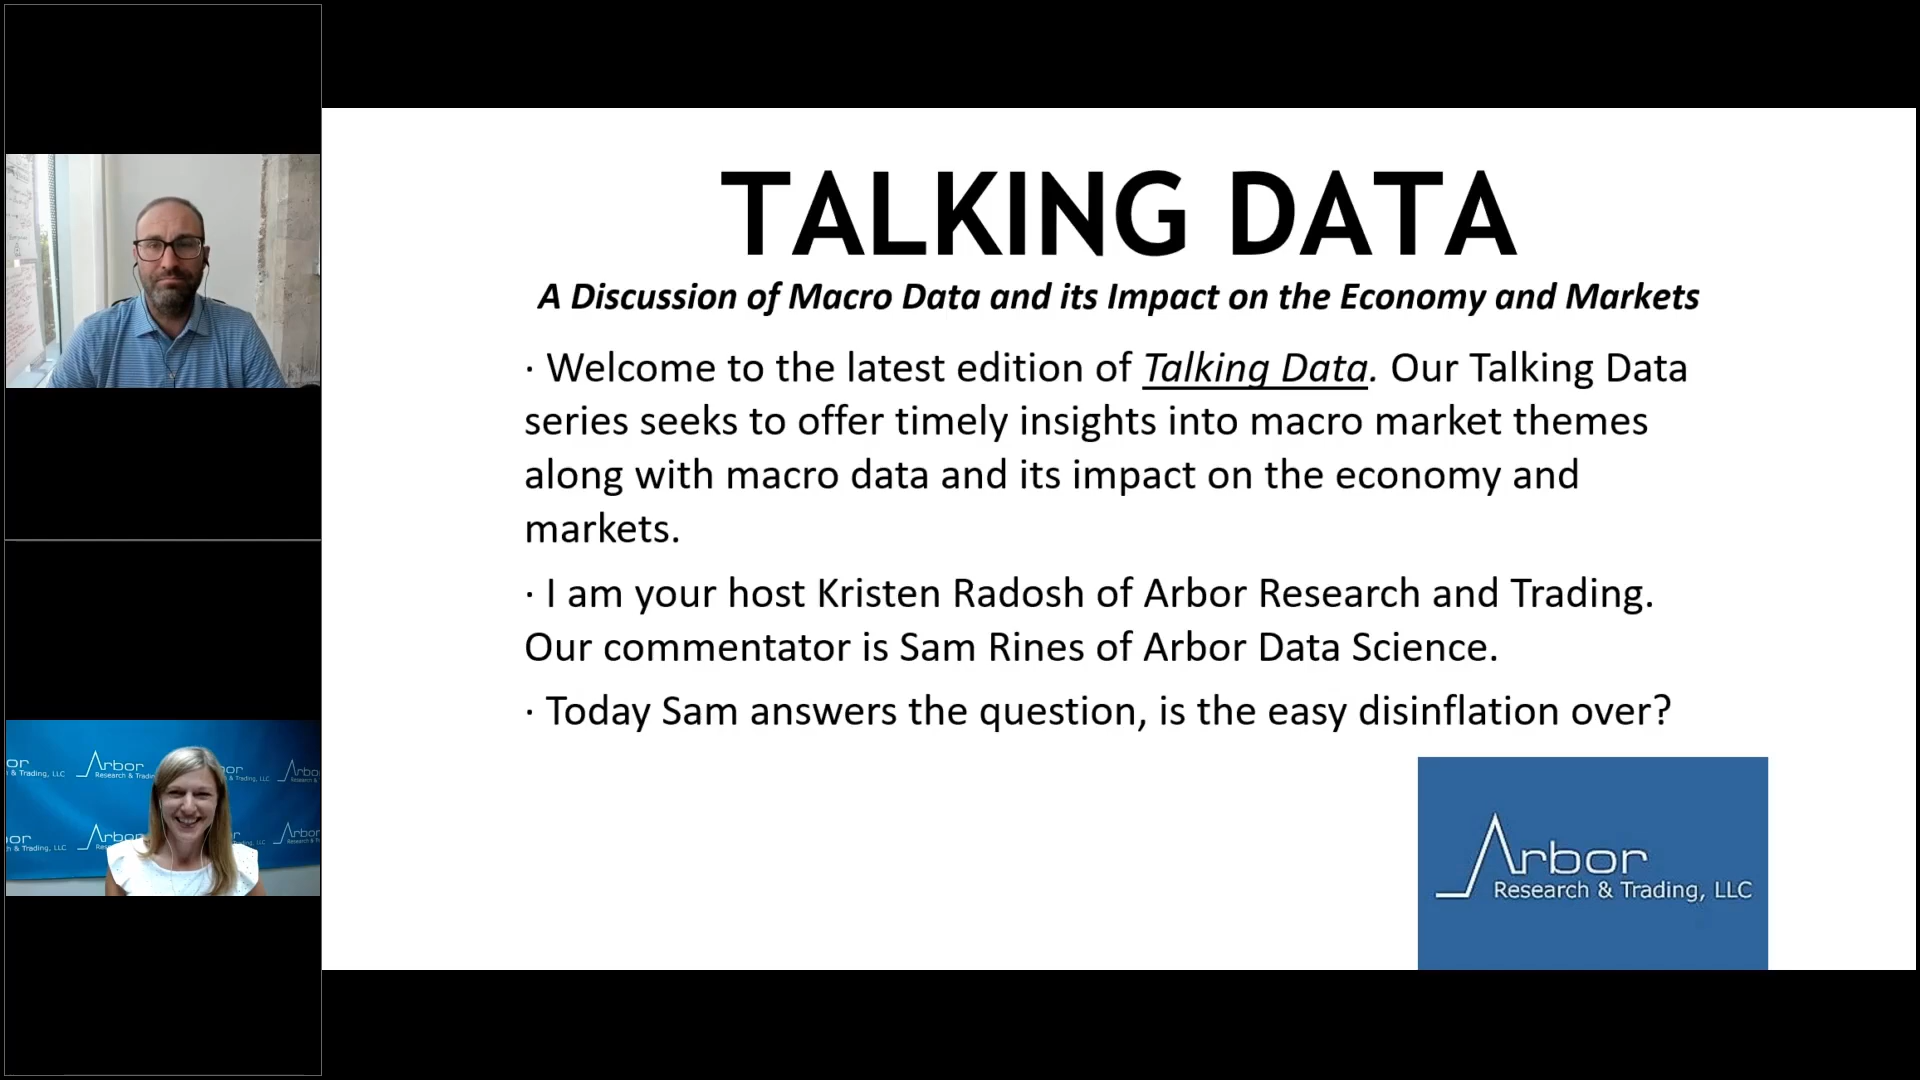 TALKING DATA
A Discussion of Macro Data and its Impact on the Economy and Markets
· Welcome to the latest edition of Talking Data. Our Talking Data
series seeks to offer timely insights into macro market themes
along with macro data and its impact on the economy and
markets.
· I am your host Kristen Radosh of Arbor Research and Trading.
Our commentator is Sam Rines of Arbor Data Science.
· Today Sam answers the question, is the easy disinflation over?
Arbor
Research & Trading, LLC
Arbor
Research & Trading, LLC